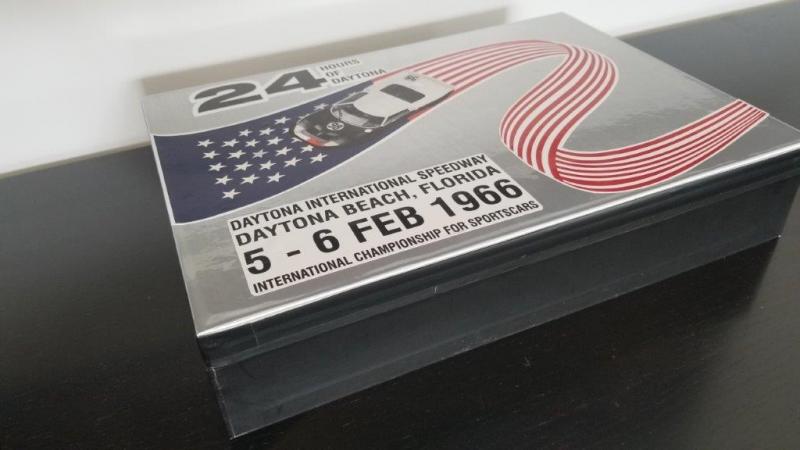 24 HOURS
OF
DAYTONA
DAYTONA INTERNATIONAL SPEEDWAY
DAYTONA BEACH, FLORIDA
5 - 6 FEB 1966
INTERNATIONAL CHAMPIONSHIP FOR SPORTSCARS